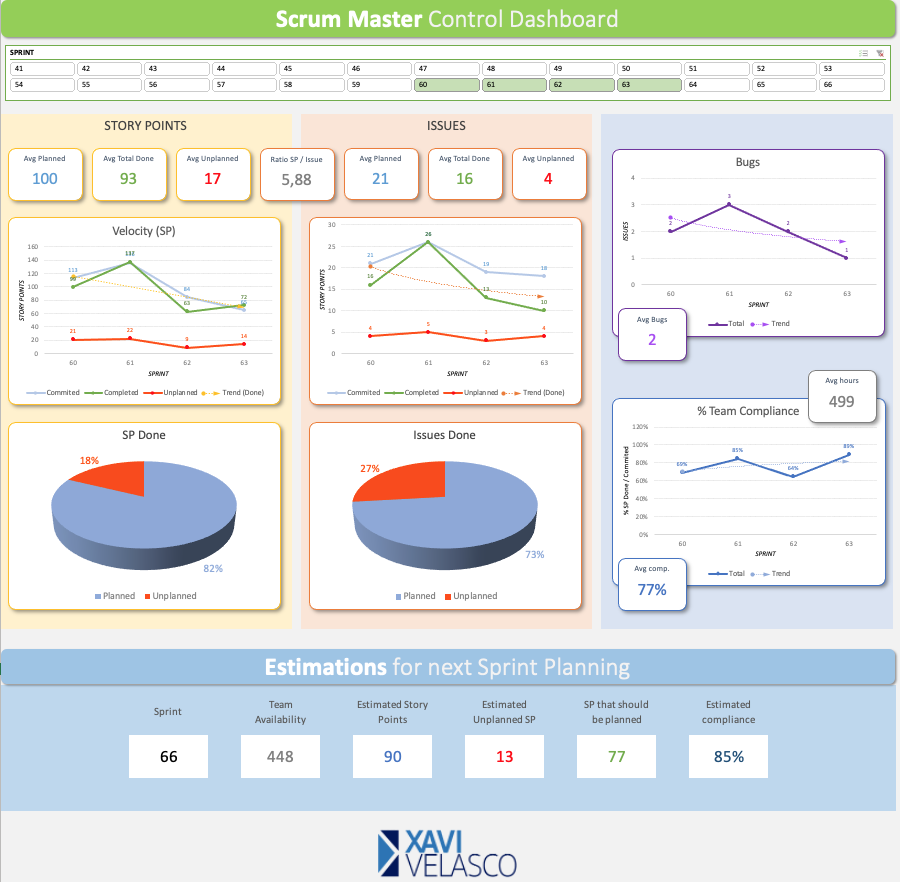 Scrum Master Control Dashboard
SPRINT
41 42 43 44 45 46 47 48 49 50 51 52 53
54 55 56 57 58 59 60 61 62 63 64 65 66
STORY POINTS
ISSUES
Avg Planned
100
Avg Total Done
93
Avg Unplanned
17
Ratio SP / Issue
5,88
Avg Planned
21
Avg Total Done
16
Avg Unplanned
4
Velocity (SP)
STORY POINTS
160
140
120
100
80
60
40
20
0
113
137
84
63
72
21 22 9 14
60 61 62 63
SPRINT
Commited Completed Unplanned Trend (Done)
STORY POINTS
30
25
20
15
10
5
0
21
26
19
18
16
13
10
4 5 3 4
60 61 62 63
SPRINT
Commited Completed Unplanned Trend (Done)
Bugs
ISSUES
4
3
2
1
0
2 3 2 1
60 61 62 63
SPRINT
Total Trend
Avg Bugs
2
Avg hours
499
% Team Compliance
% SP Done / Commited
120%
100%
80%
60%
40%
20%
0%
69% 85% 64% 89%
60 61 62 63
SPRINT
Total Trend
Avg comp.
77%
SP Done
18%
82%
Planned Unplanned
Issues Done
27%
73%
Planned Unplanned
Estimations for next Sprint Planning
Sprint
66
Team
Availability
448
Estimated Story
Points
90
Estimated
Unplanned SP
13
SP that should
be planned
77
Estimated
compliance
85%
XAVI
VELASCO